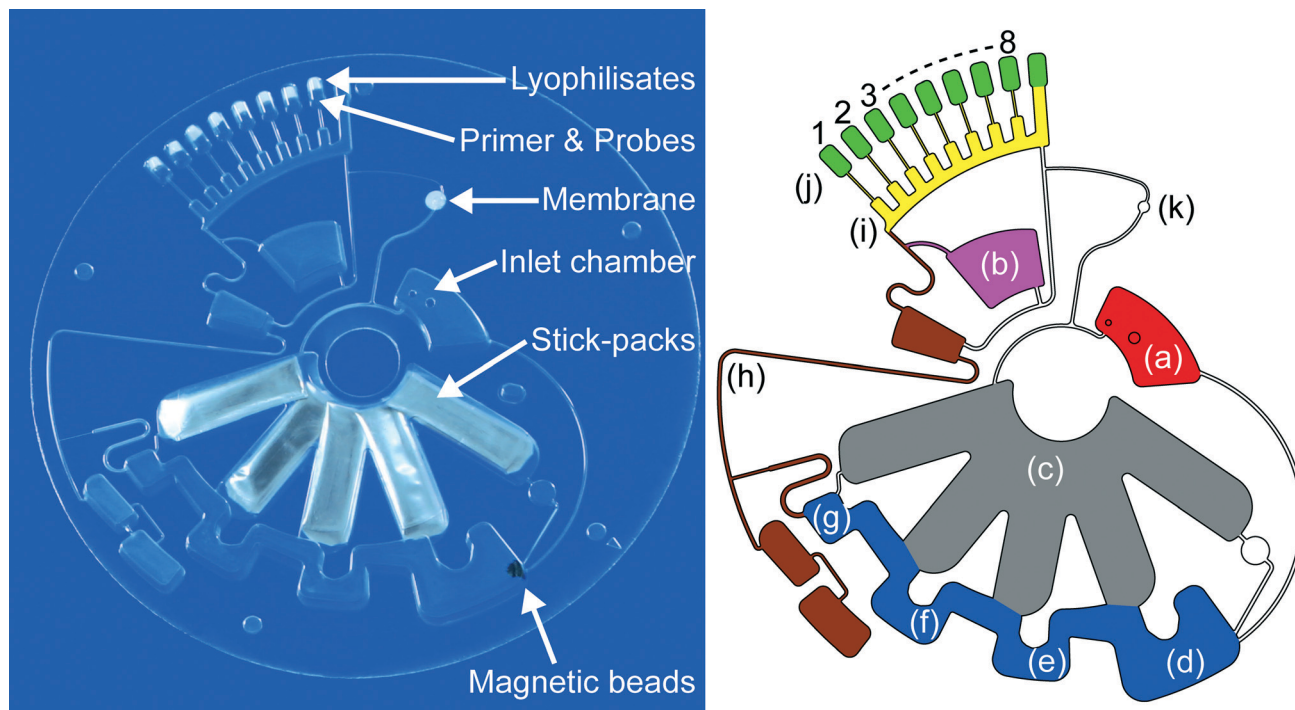 Lyophilisates
Primer & Probes
Membrane
Inlet chamber
Stick-packs
Magnetic beads
8
3
2
1
(j)
(i)
(k)
(b)
(a)
(h)
(c)
(g)
(f)
(e)
(d)